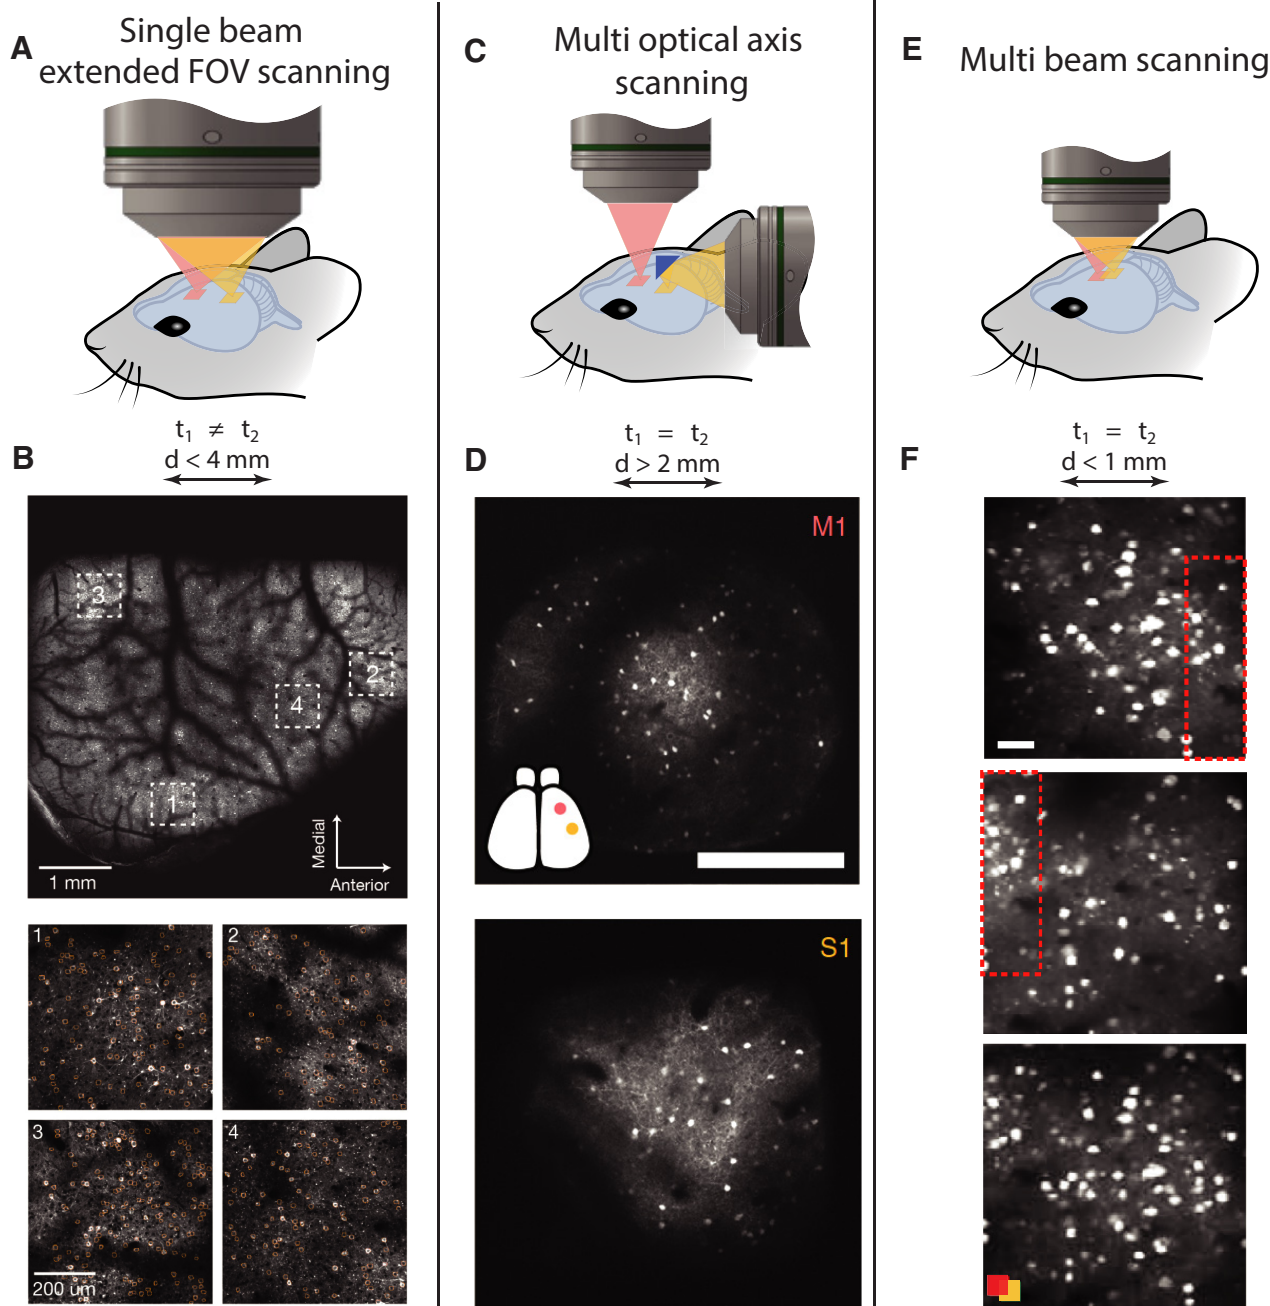 A
Single beam
extended FOV scanning
t1 ≠ t2
d < 4 mm
B
3
2
4
1
Medial
Anterior
1 mm
1
2
3
4
200 um
C
Multi optical axis
scanning
t1 = t2
d > 2 mm
D
M1
S1
E
Multi beam scanning
t1 = t2
d < 1 mm
F